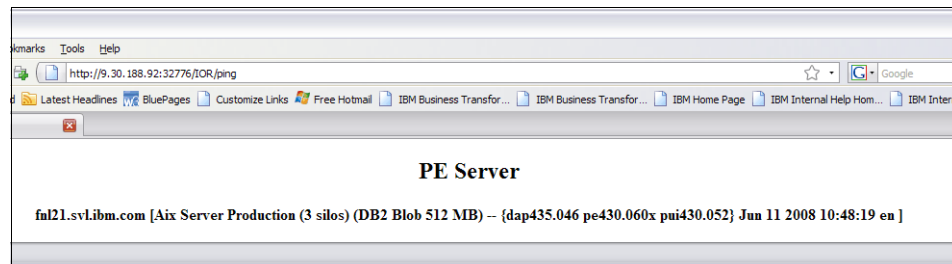 Tools Help
http://9.30.188.92:32776/IOR/ping
Google
Latest Headlines BluePages Customize Links Free Hotmail IBM Business Transfor... IBM Business Transfor... IBM Home Page IBM Internal Help Hom... IBM Inter
PE Server
fnl21.svl.ibm.com [Aix Server Production (3 silos) (DB2 Blob 512 MB) -- {dap435.046 pe430.060x pui430.052} Jun 11 2008 10:48:19 en ]